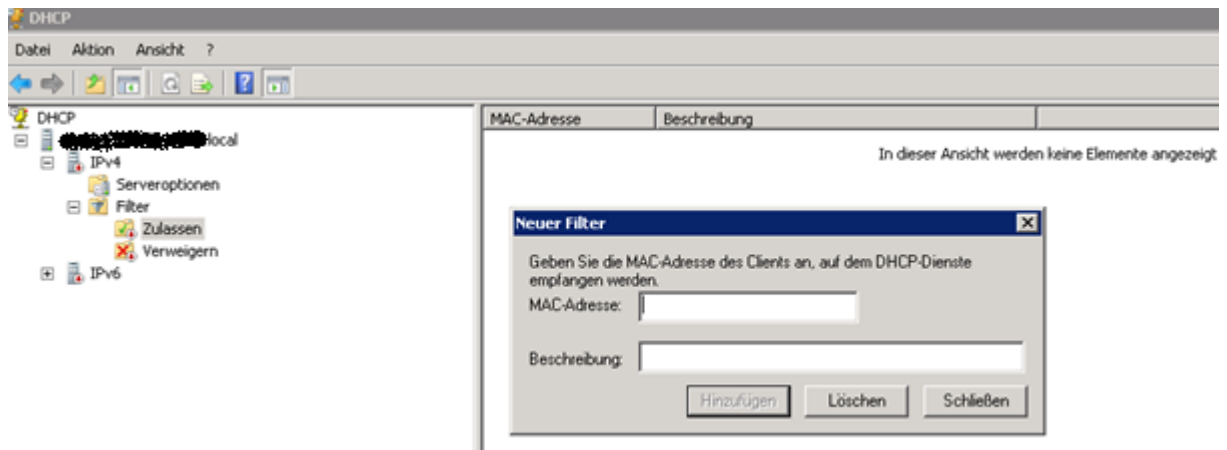 DHCP
Datei Aktion Ansicht ?
DHCP
local
IPv4
Serveroptionen
Filter
Zulassen
Verweigern
IPv6
MAC-Adresse Beschreibung
In dieser Ansicht werden keine Elemente angezeigt
Neuer Filter
Geben Sie die MAC-Adresse des Clients an, auf dem DHCP-Dienste
empfangen werden.
MAC-Adresse:
Beschreibung:
Hinzufügen Löschen Schließen